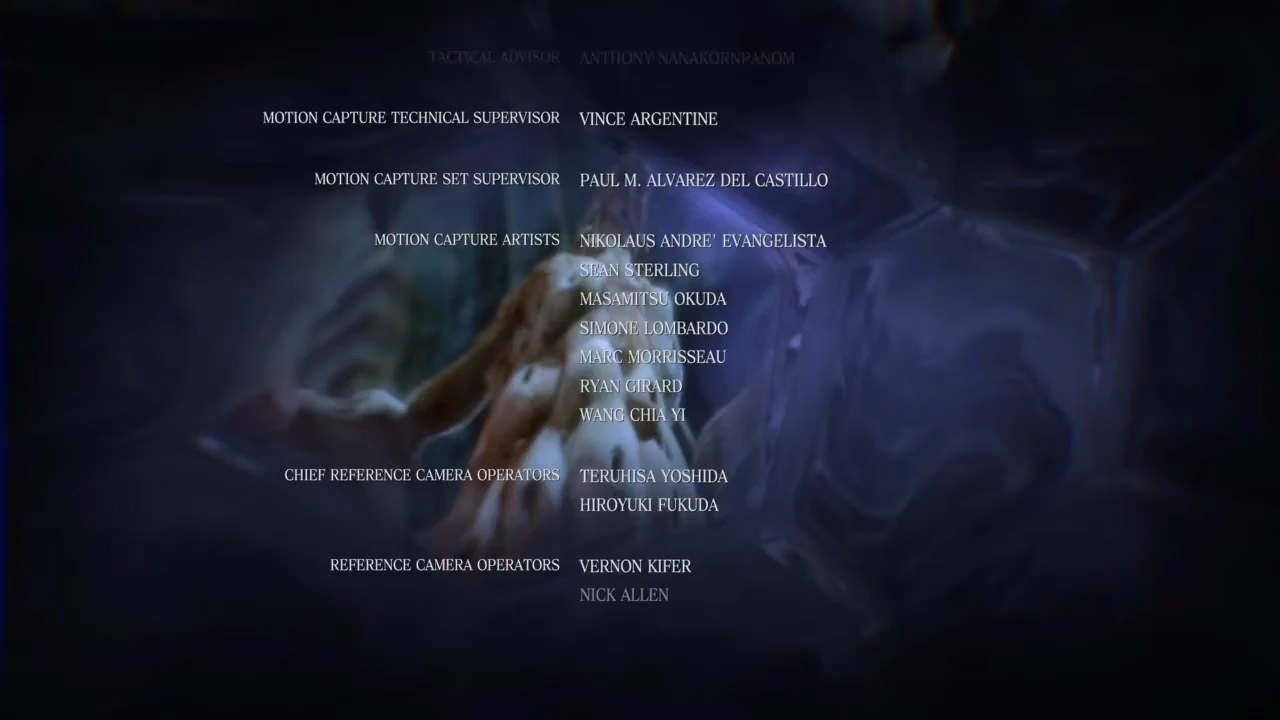 TACTICAL ADVISOR ANTHONY NANAKORNPANOM
MOTION CAPTURE TECHNICAL SUPERVISOR VINCE ARGENTINE
MOTION CAPTURE SET SUPERVISOR PAUL M. ALVAREZ DEL CASTILLO
MOTION CAPTURE ARTISTS NIKOLAUS ANDRE' EVANGELISTA
SEAN STERLING
MASAMITSU OKUDA
SIMONE LOMBARDO
MARC MORRISSEAU
RYAN GIRARD
WANG CHIA YI
CHIEF REFERENCE CAMERA OPERATORS TERUHISA YOSHIDA
HIROYUKI FUKUDA
REFERENCE CAMERA OPERATORS VERNON KIFER
NICK ALLEN